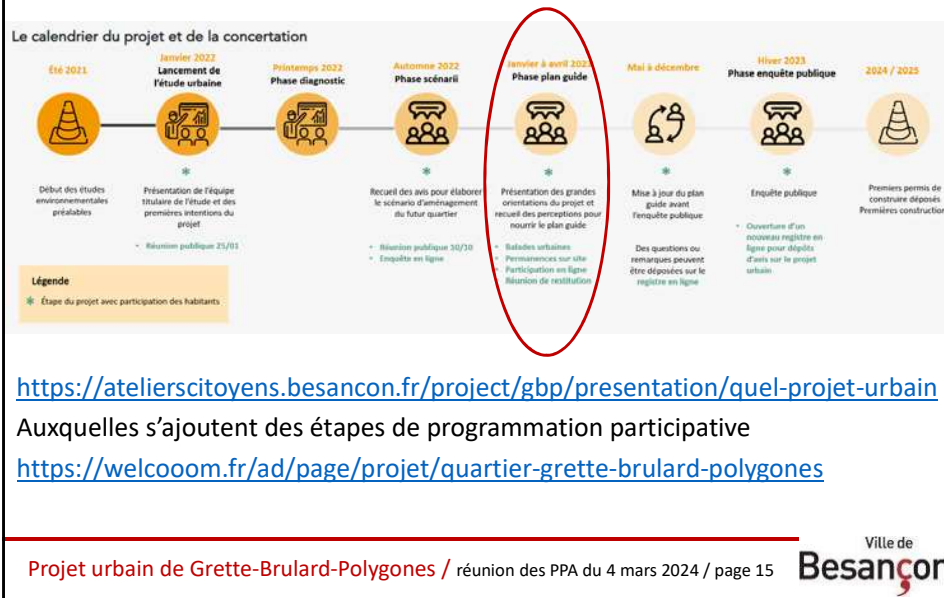 Le calendrier du projet et de la concertation
Été 2021
Début des études
environnementales
préalables
Janvier 2022
Lancement de
l'étude urbaine
Présentation de l'équipe
titulaire de l'étude et des
premières intentions du
projet
• Réunion publique 25/01
Printemps 2022
Phase diagnostic
Automne 2022
Phase scénarii
Recueil des avis pour élaborer
le scénario d'aménagement
du futur quartier
• Réunion publique 10/10
• Enquête en ligne
Janvier à avril 2023
Phase plan guide
Présentation des grandes
orientations du projet et
recueil des perceptions pour
nourrir le plan guide
• Balades urbaines
• Permanences sur site
• Participation en ligne
Réunion de restitution
Mai à décembre
Mise à jour du plan
guide avant
l'enquête publique
Des questions ou
remarques peuvent
être déposées sur le
registre en ligne
Hiver 2023
Phase enquête publique
Enquête publique
• Ouverture d'un
nouveau registre en
ligne pour dépôts
d'avis sur le projet
urbain
2024 / 2025
Premiers permis de
construire déposés
Premières construction
Légende
* Étape du projet avec participation des habitants
https://atelierscitoyens.besancon.fr/project/gbp/presentation/quel-projet-urbain
Auxquelles s'ajoutent des étapes de programmation participative
https://welcooom.fr/ad/page/projet/quartier-grette-brulard-polygones
Projet urbain de Grette-Brulard-Polygones / réunion des PPA du 4 mars 2024 / page 15
Ville de
Besançon